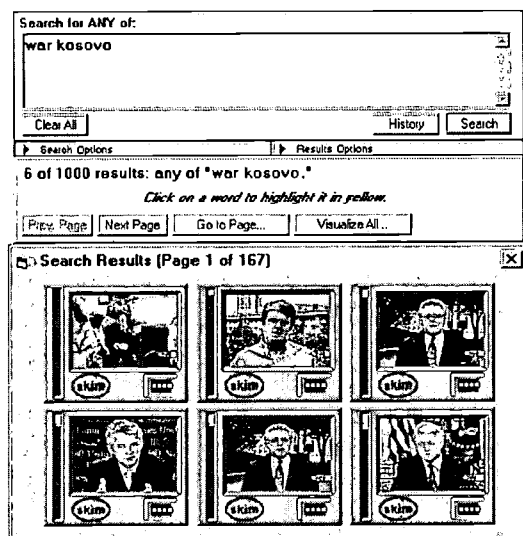 Search for ANY of:
war kosovo
Clear All History Search
Search Options Results Options
6 of 1000 results: any of "war kosovo."
Click on a word to highlight it in yellow.
Prev. Page Next Page Go to Page... Visualize All...
Search Results (Page 1 of 167)
skim skim skim
skim skim skim